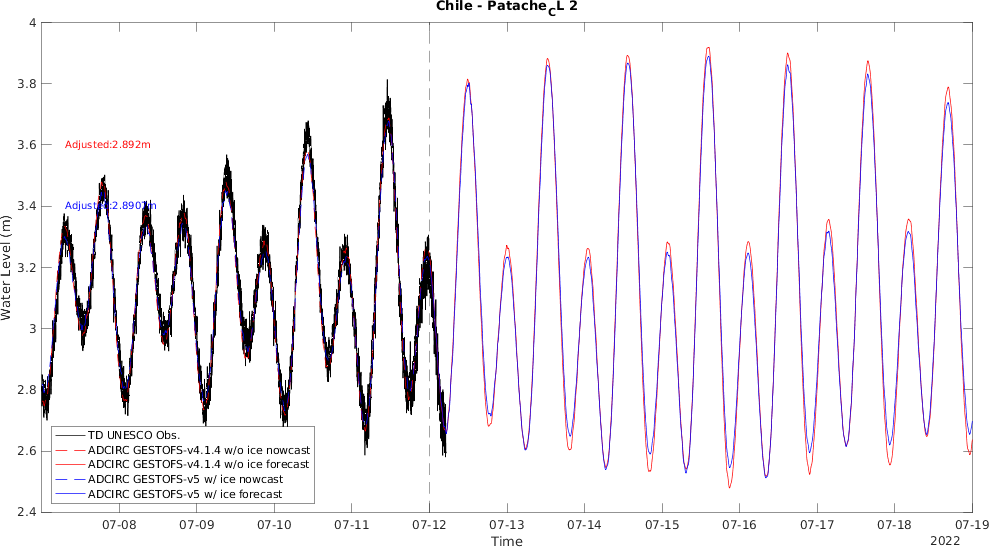 Chile - Patache_CL 2
4
3.8
3.6
3.4
3.2
3
2.8
2.6
2.4
Water Level (m)
Adjusted:2.892m
TD UNESCO Obs.
ADCIRC GESTOFS-v4.1.4 w/o ice nowcast
ADCIRC GESTOFS-v4.1.4 w/o ice forecast
ADCIRC GESTOFS-v5 w/ ice nowcast
ADCIRC GESTOFS-v5 w/ ice forecast
07-08 07-09 07-10 07-11 07-12 07-13 07-14 07-15 07-16 07-17 07-18 07-19
Time
2022